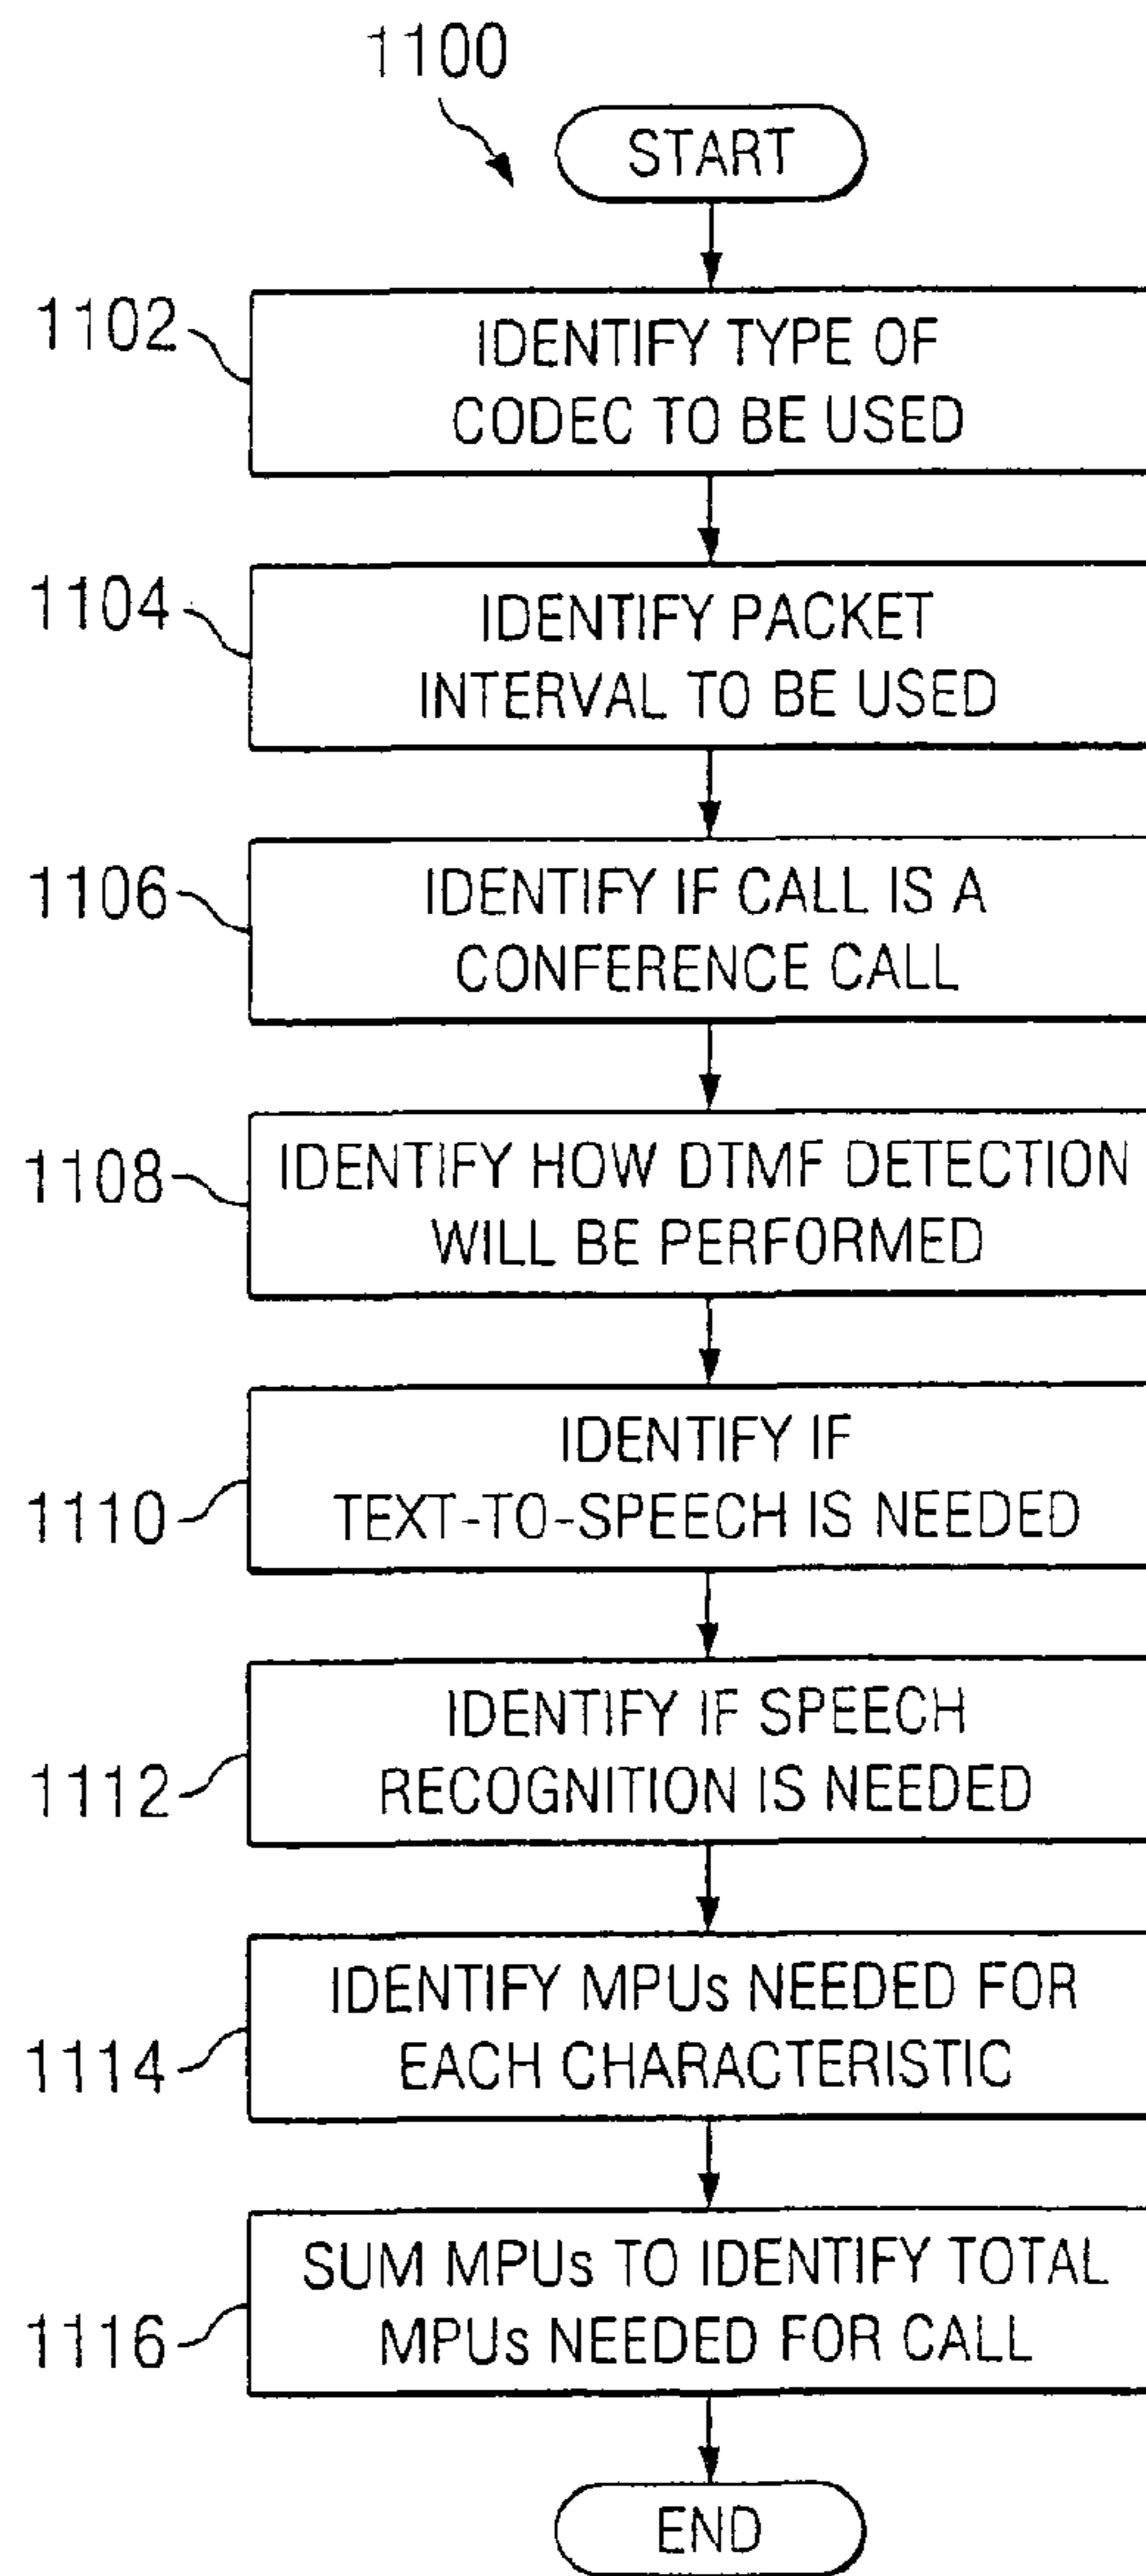 1100
START
1102
IDENTIFY TYPE OF
CODEC TO BE USED
1104
IDENTIFY PACKET
INTERVAL TO BE USED
1106
IDENTIFY IF CALL IS A
CONFERENCE CALL
1108
IDENTIFY HOW DTMF DETECTION
WILL BE PERFORMED
1110
IDENTIFY IF
TEXT-TO-SPEECH IS NEEDED
1112
IDENTIFY IF SPEECH
RECOGNITION IS NEEDED
1114
IDENTIFY MPUs NEEDED FOR
EACH CHARACTERISTIC
1116
SUM MPUs TO IDENTIFY TOTAL
MPUs NEEDED FOR CALL
END